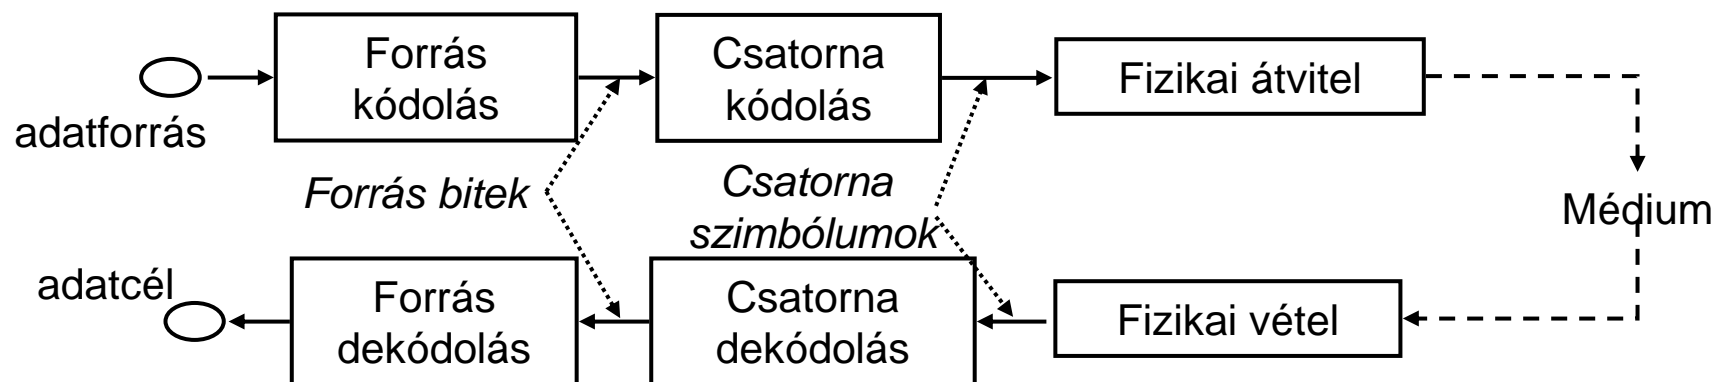 Forrás
kódolás
Csatorna
kódolás
Fizikai átvitel
adatforrás
Forrás bitek
Csatorna
szimbólumok
Médium
adatcél
Forrás
dekódolás
Csatorna
dekódolás
Fizikai vétel